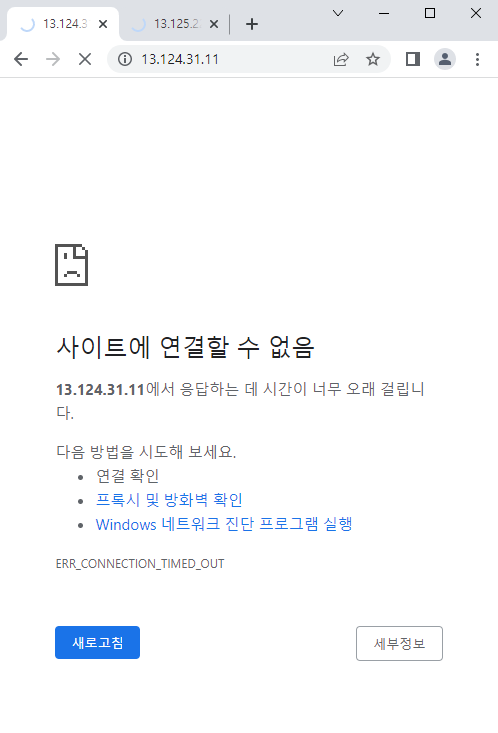 13.124.3
13.125.2
13.124.31.11
사이트에 연결할 수 없음
13.124.31.11에서 응답하는 데 시간이 너무 오래 걸립니
다.
다음 방법을 시도해 보세요.
• 연결 확인
• 프록시 및 방화벽 확인
• Windows 네트워크 진단 프로그램 실행
ERR_CONNECTION_TIMED_OUT
새로고침
세부정보